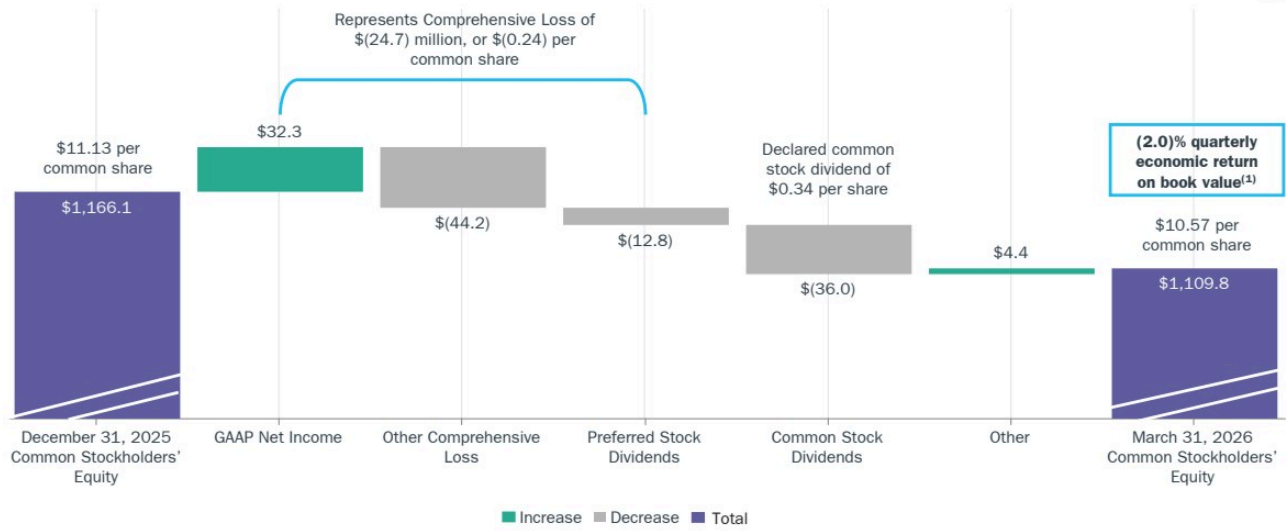 Represents Comprehensive Loss of
$(24.7) million, or $(0.24) per
common share
$11.13 per
common share
$1,166.1
$32.3
$(44.2)
$(12.8)
Declared common
stock dividend of
$0.34 per share
$(36.0)
$4.4
(2.0)% quarterly
economic return
on book value(1)
$10.57 per
common share
$1,109.8
December 31, 2025
Common Stockholders'
Equity
GAAP Net Income
Other Comprehensive
Loss
Preferred Stock
Dividends
Common Stock
Dividends
Other
March 31, 2026
Common Stockholders'
Equity
Increase
Decrease
Total